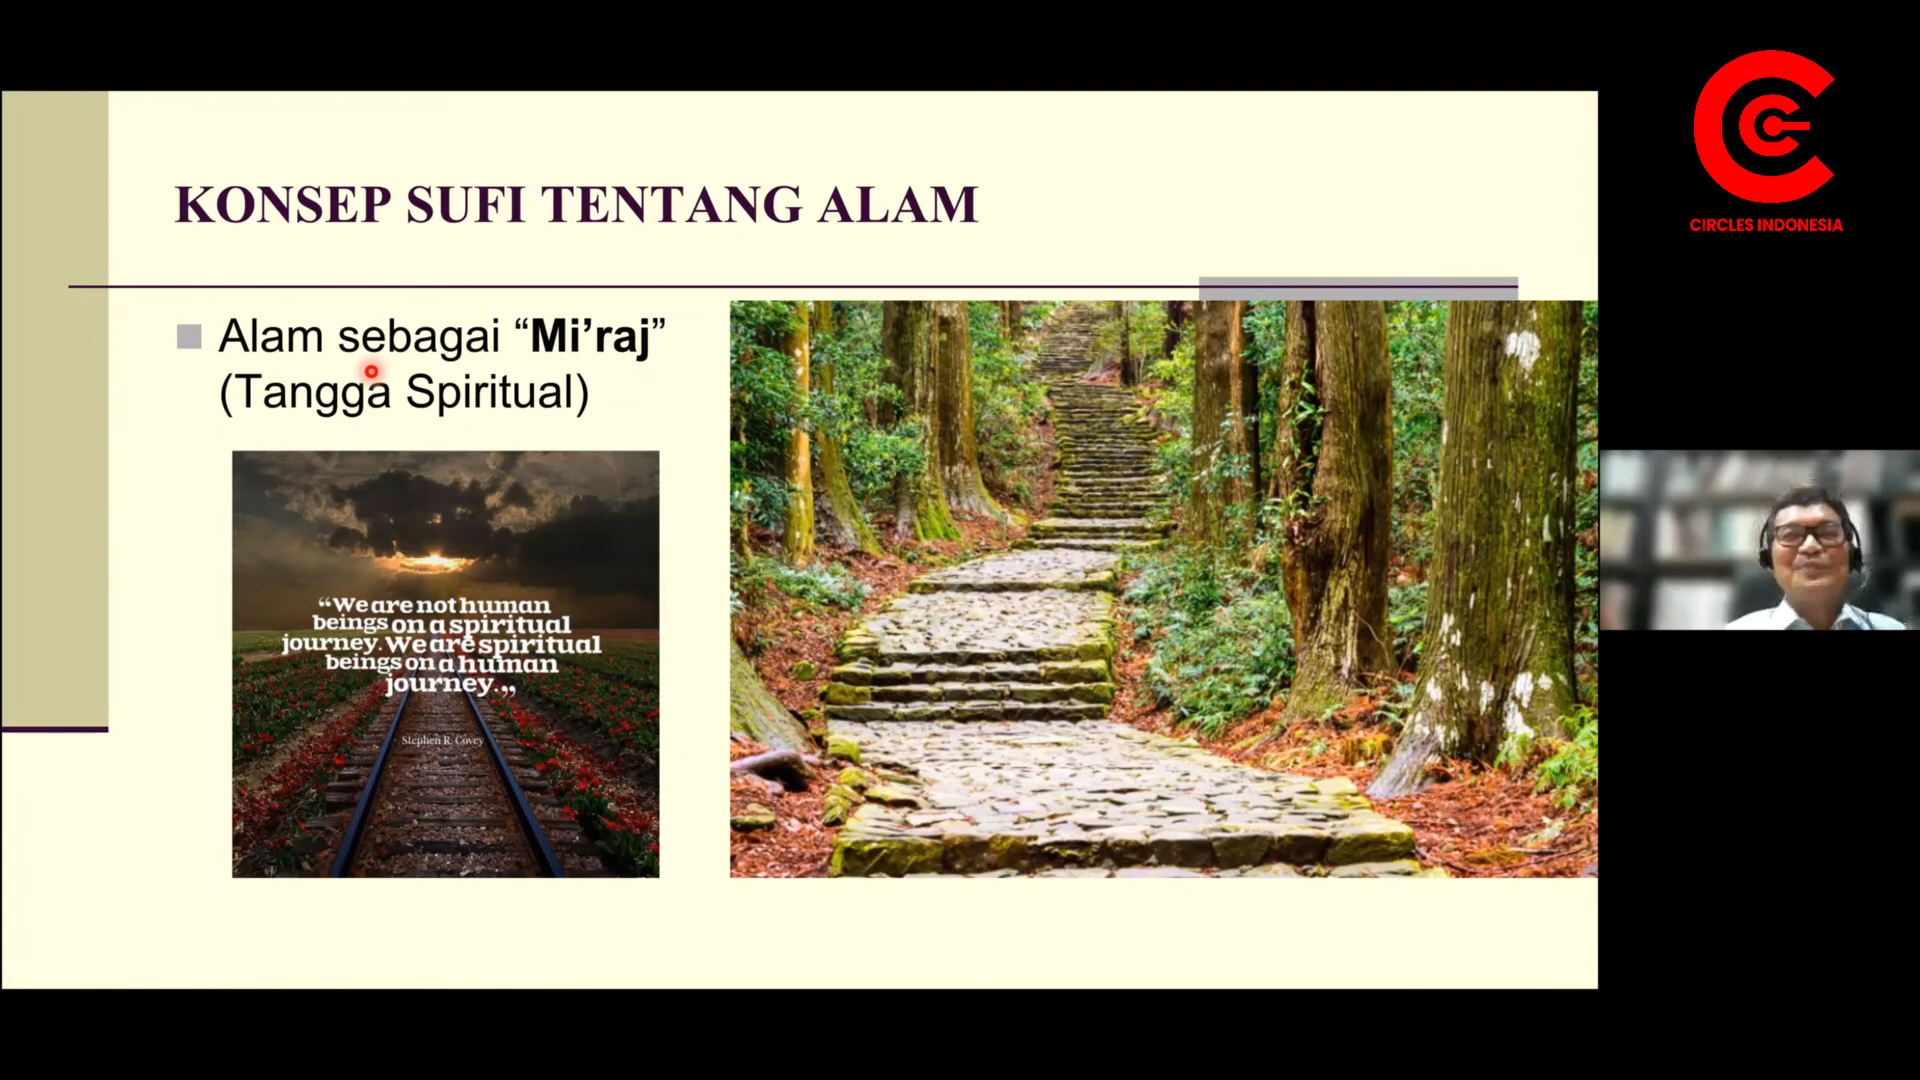 KONSEP SUFI TENTANG ALAM
Alam sebagai “Mi’raj”
(Tangga Spiritual)
“We are not human
beings on a spiritual
journey. We are spiritual
beings on a human
journey.„
Stephen R. Covey
CIRCLES INDONESIA